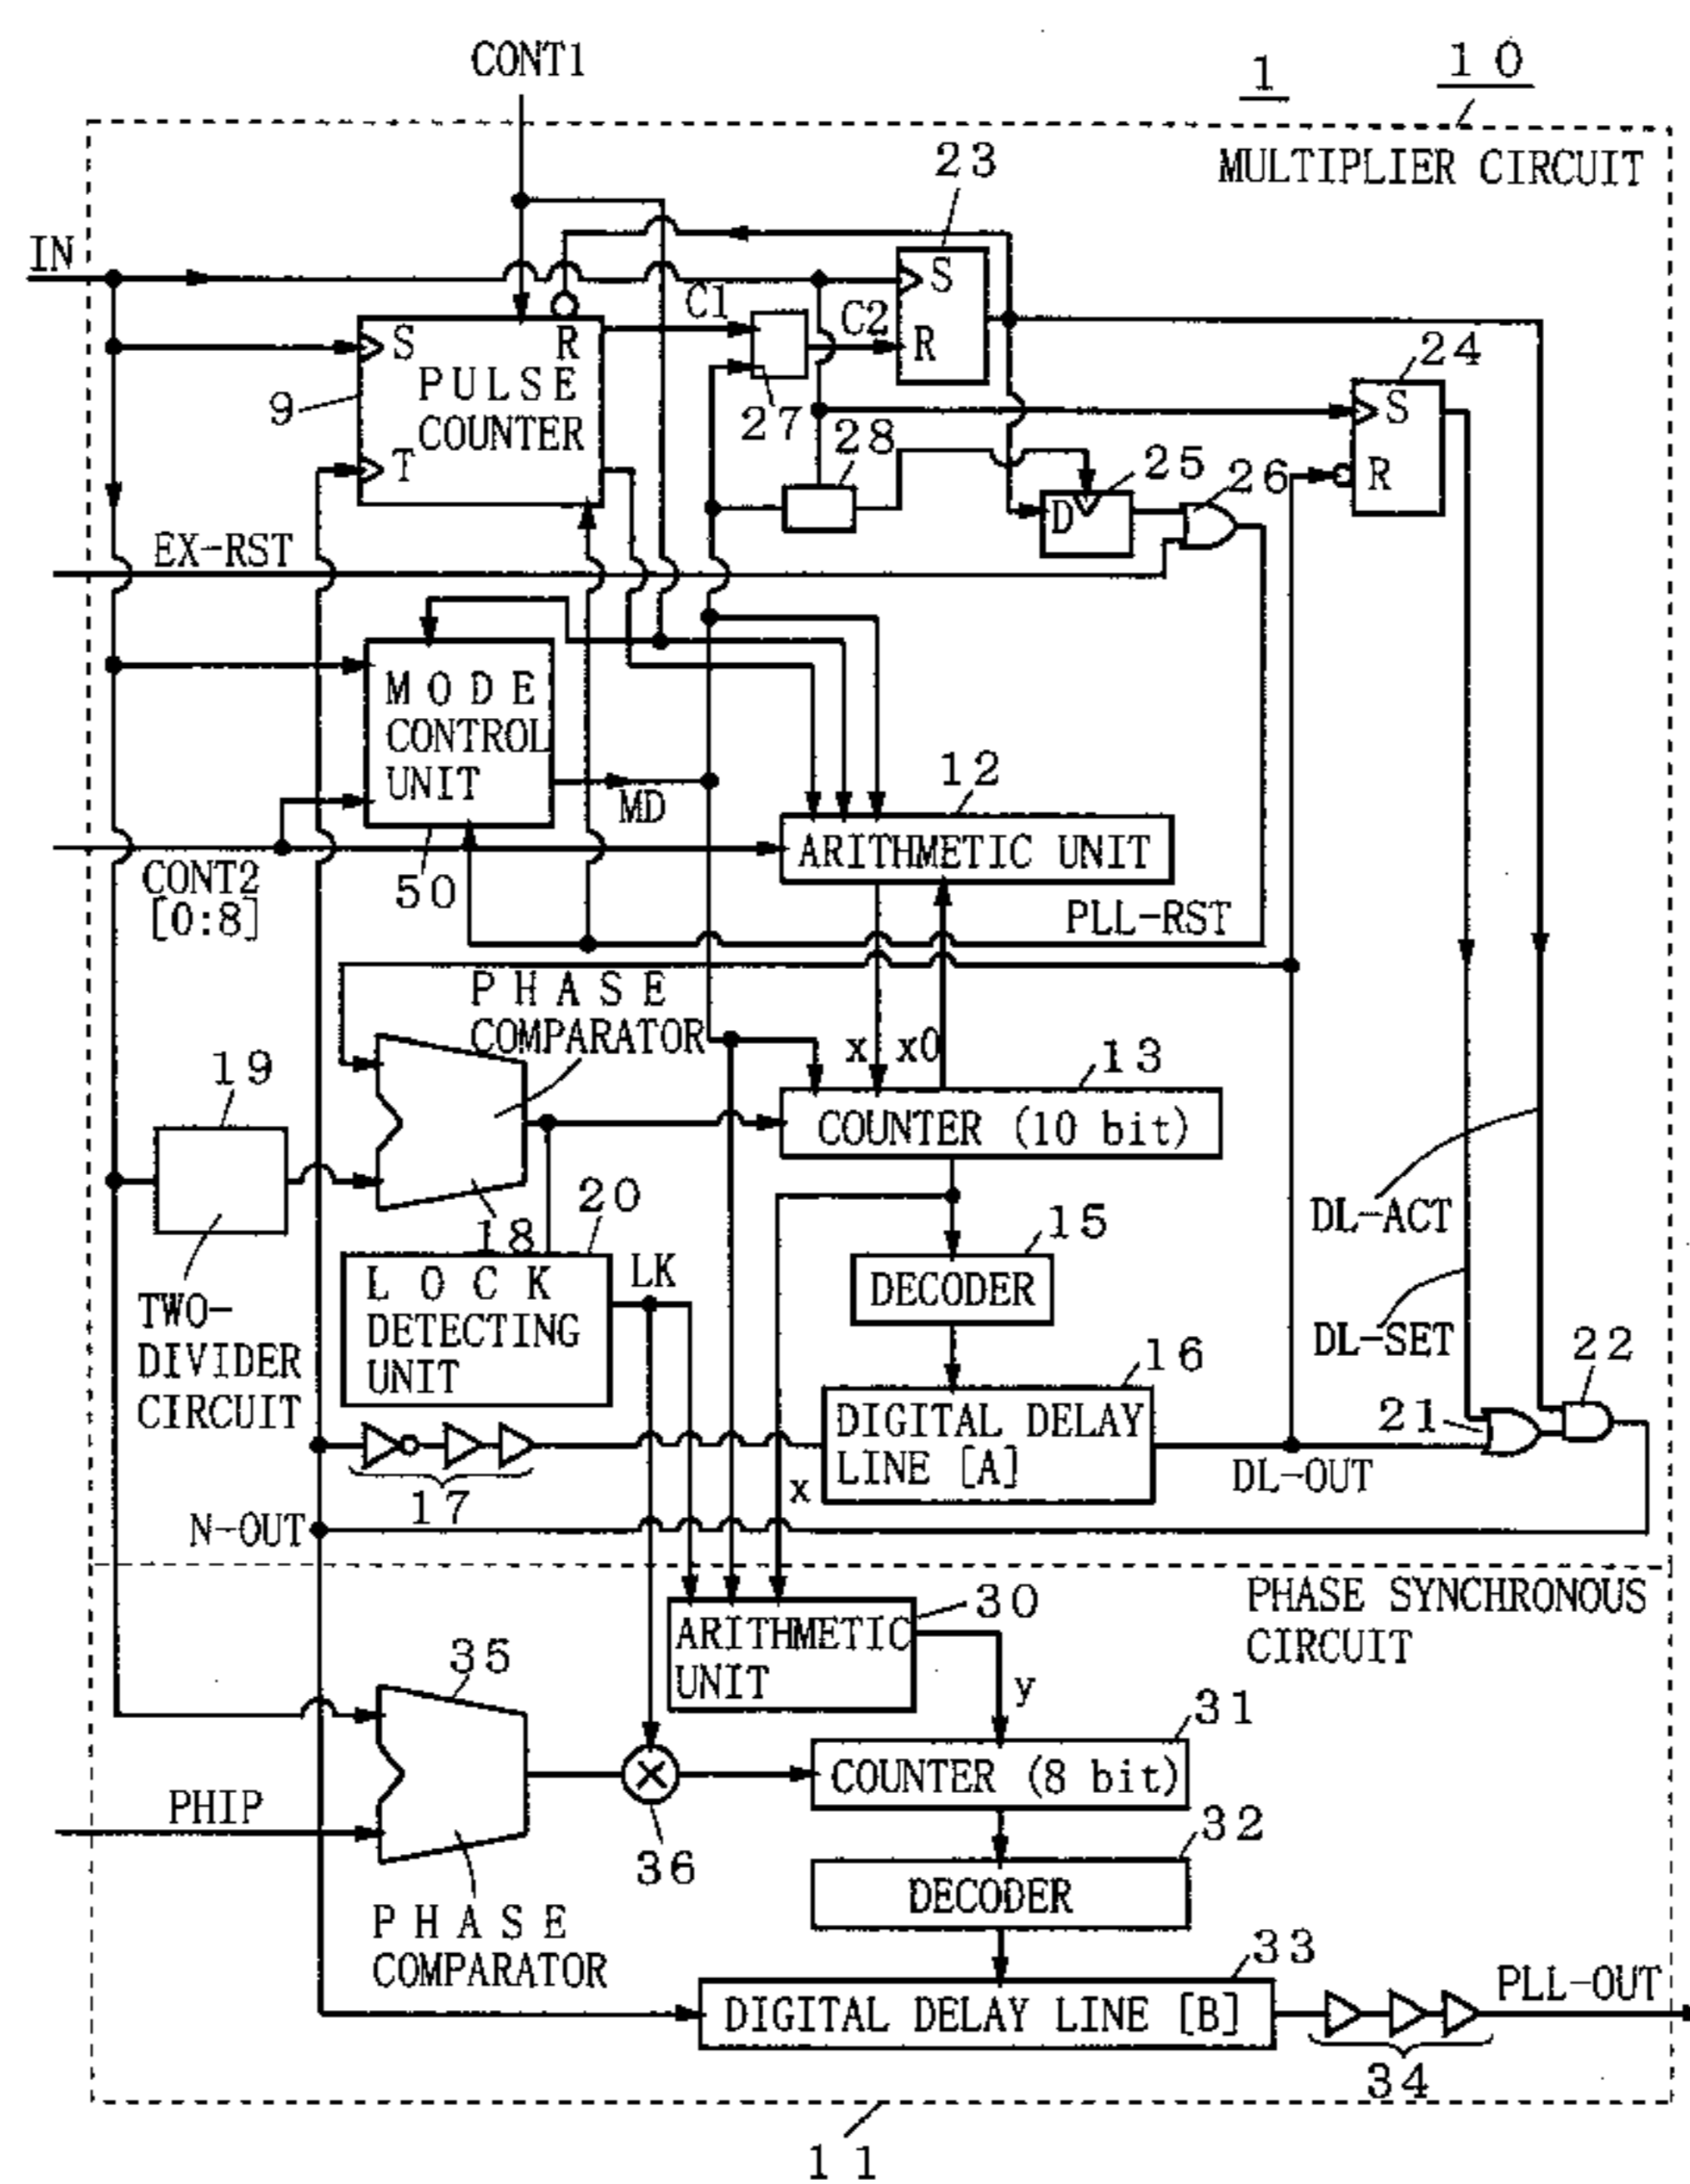 CONT1
1
10
MULTIPLIER CIRCUIT
23
IN
C1
C2
S
R
S
R
PULSE
COUNTER
T
9
27
28
24
S
R
25
D
26
EX-RST
MODE
CONTROL
UNIT
MD
12
ARITHMETIC UNIT
CONT2
[0:8]
50
PLL-RST
PHASE
COMPARATOR
x
x0
13
19
COUNTER (10 bit)
18
20
15
DL-ACT
TWO-
DIVIDER
CIRCUIT
LOCK
DETECTING
UNIT
LK
DECODER
DL-SET
16
22
DIGITAL DELAY
LINE [A]
21
17
x
DL-OUT
N-OUT
PHASE SYNCHRONOUS
CIRCUIT
30
ARITHMETIC
UNIT
35
y
31
COUNTER (8 bit)
PHIP
36
32
DECODER
PHASE
COMPARATOR
33
DIGITAL DELAY LINE [B]
PLL-OUT
34
11